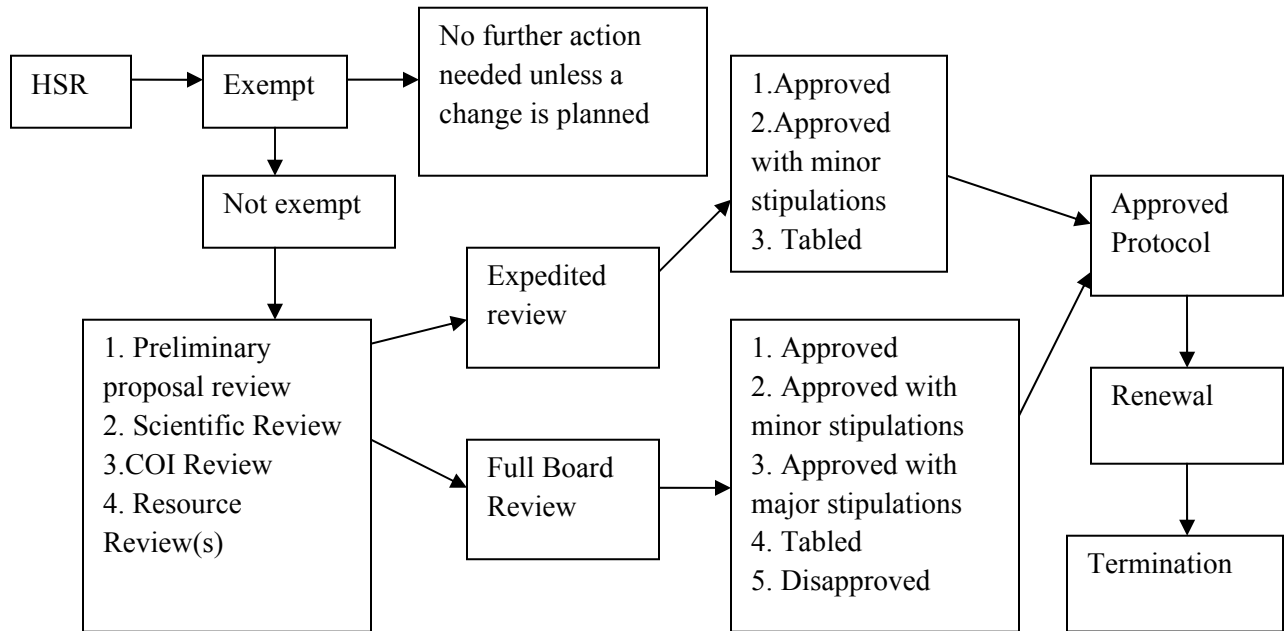 HSR
Exempt
No further action
needed unless a
change is planned
Not exempt
1. Preliminary
proposal review
2. Scientific Review
3.COI Review
4. Resource
Review(s)
Expedited
review
Full Board
Review
1.Approved
2.Approved
with minor
stipulations
3. Tabled
1. Approved
2. Approved with
minor stipulations
3. Approved with
major stipulations
4. Tabled
5. Disapproved
Approved
Protocol
Renewal
Termination